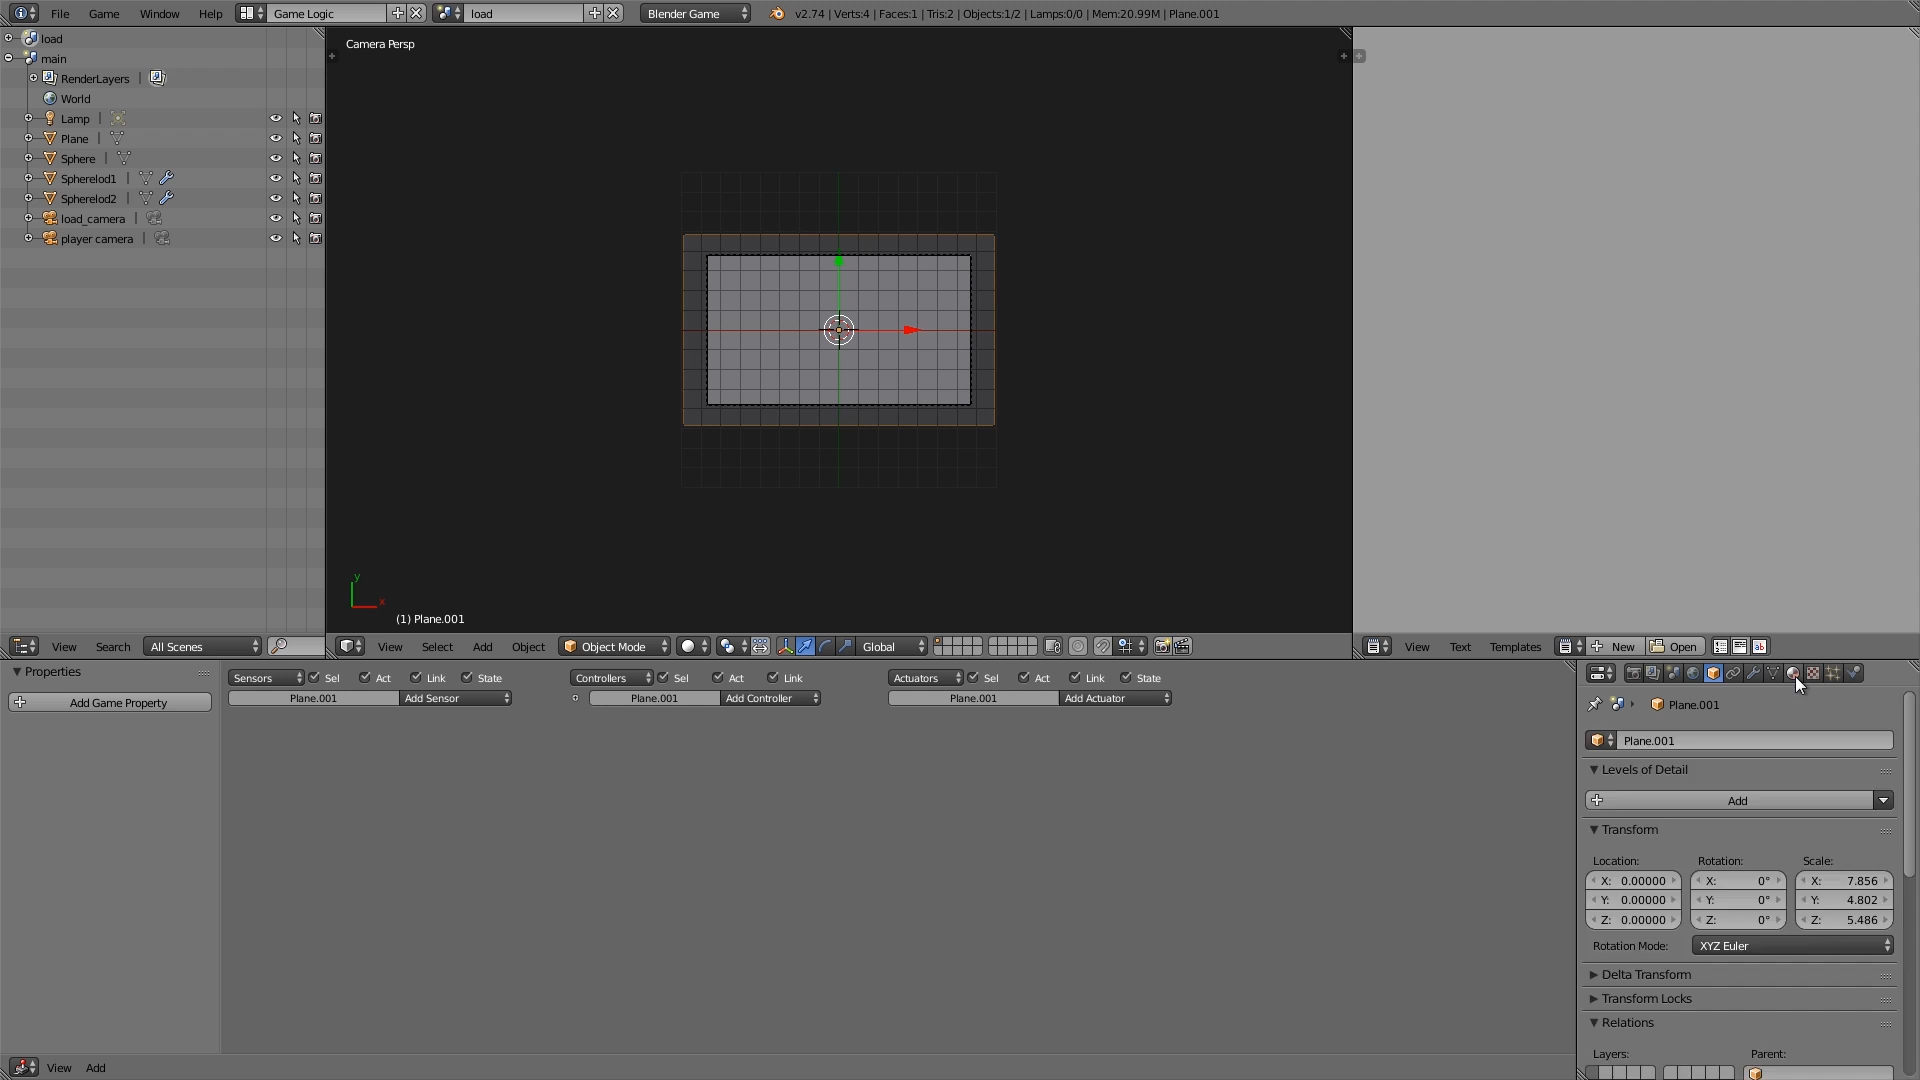 File Game Window Help Game Logic load Blender Game v2.74 | Verts:4 | Faces:1 | Tris:2 | Objects:1/2 | Lamps:0/0 | Mem:20.99M | Plane.001
load
main
RenderLayers |
World
Lamp |
Plane |
Sphere |
Spherelod1 |
Spherelod2 |
load_camera |
player camera |
Camera Persp
y
x
(1) Plane.001
View Search All Scenes
View Select Add Object Object Mode Global
View Text Templates New Open ab
Properties
Add Game Property
Sensors Sel Act Link State Controllers Sel Act Link Actuators Sel Act Link State
Plane.001 Add Sensor Plane.001 Add Controller Plane.001 Add Actuator
Plane.001
Plane.001
Levels of Detail
Add
Transform
Location: Rotation: Scale:
X: 0.00000 X: 0° X: 7.856
Y: 0.00000 Y: 0° Y: 4.802
Z: 0.00000 Z: 0° Z: 5.486
Rotation Mode: XYZ Euler
Delta Transform
Transform Locks
Relations
Layers: Parent:
View Add